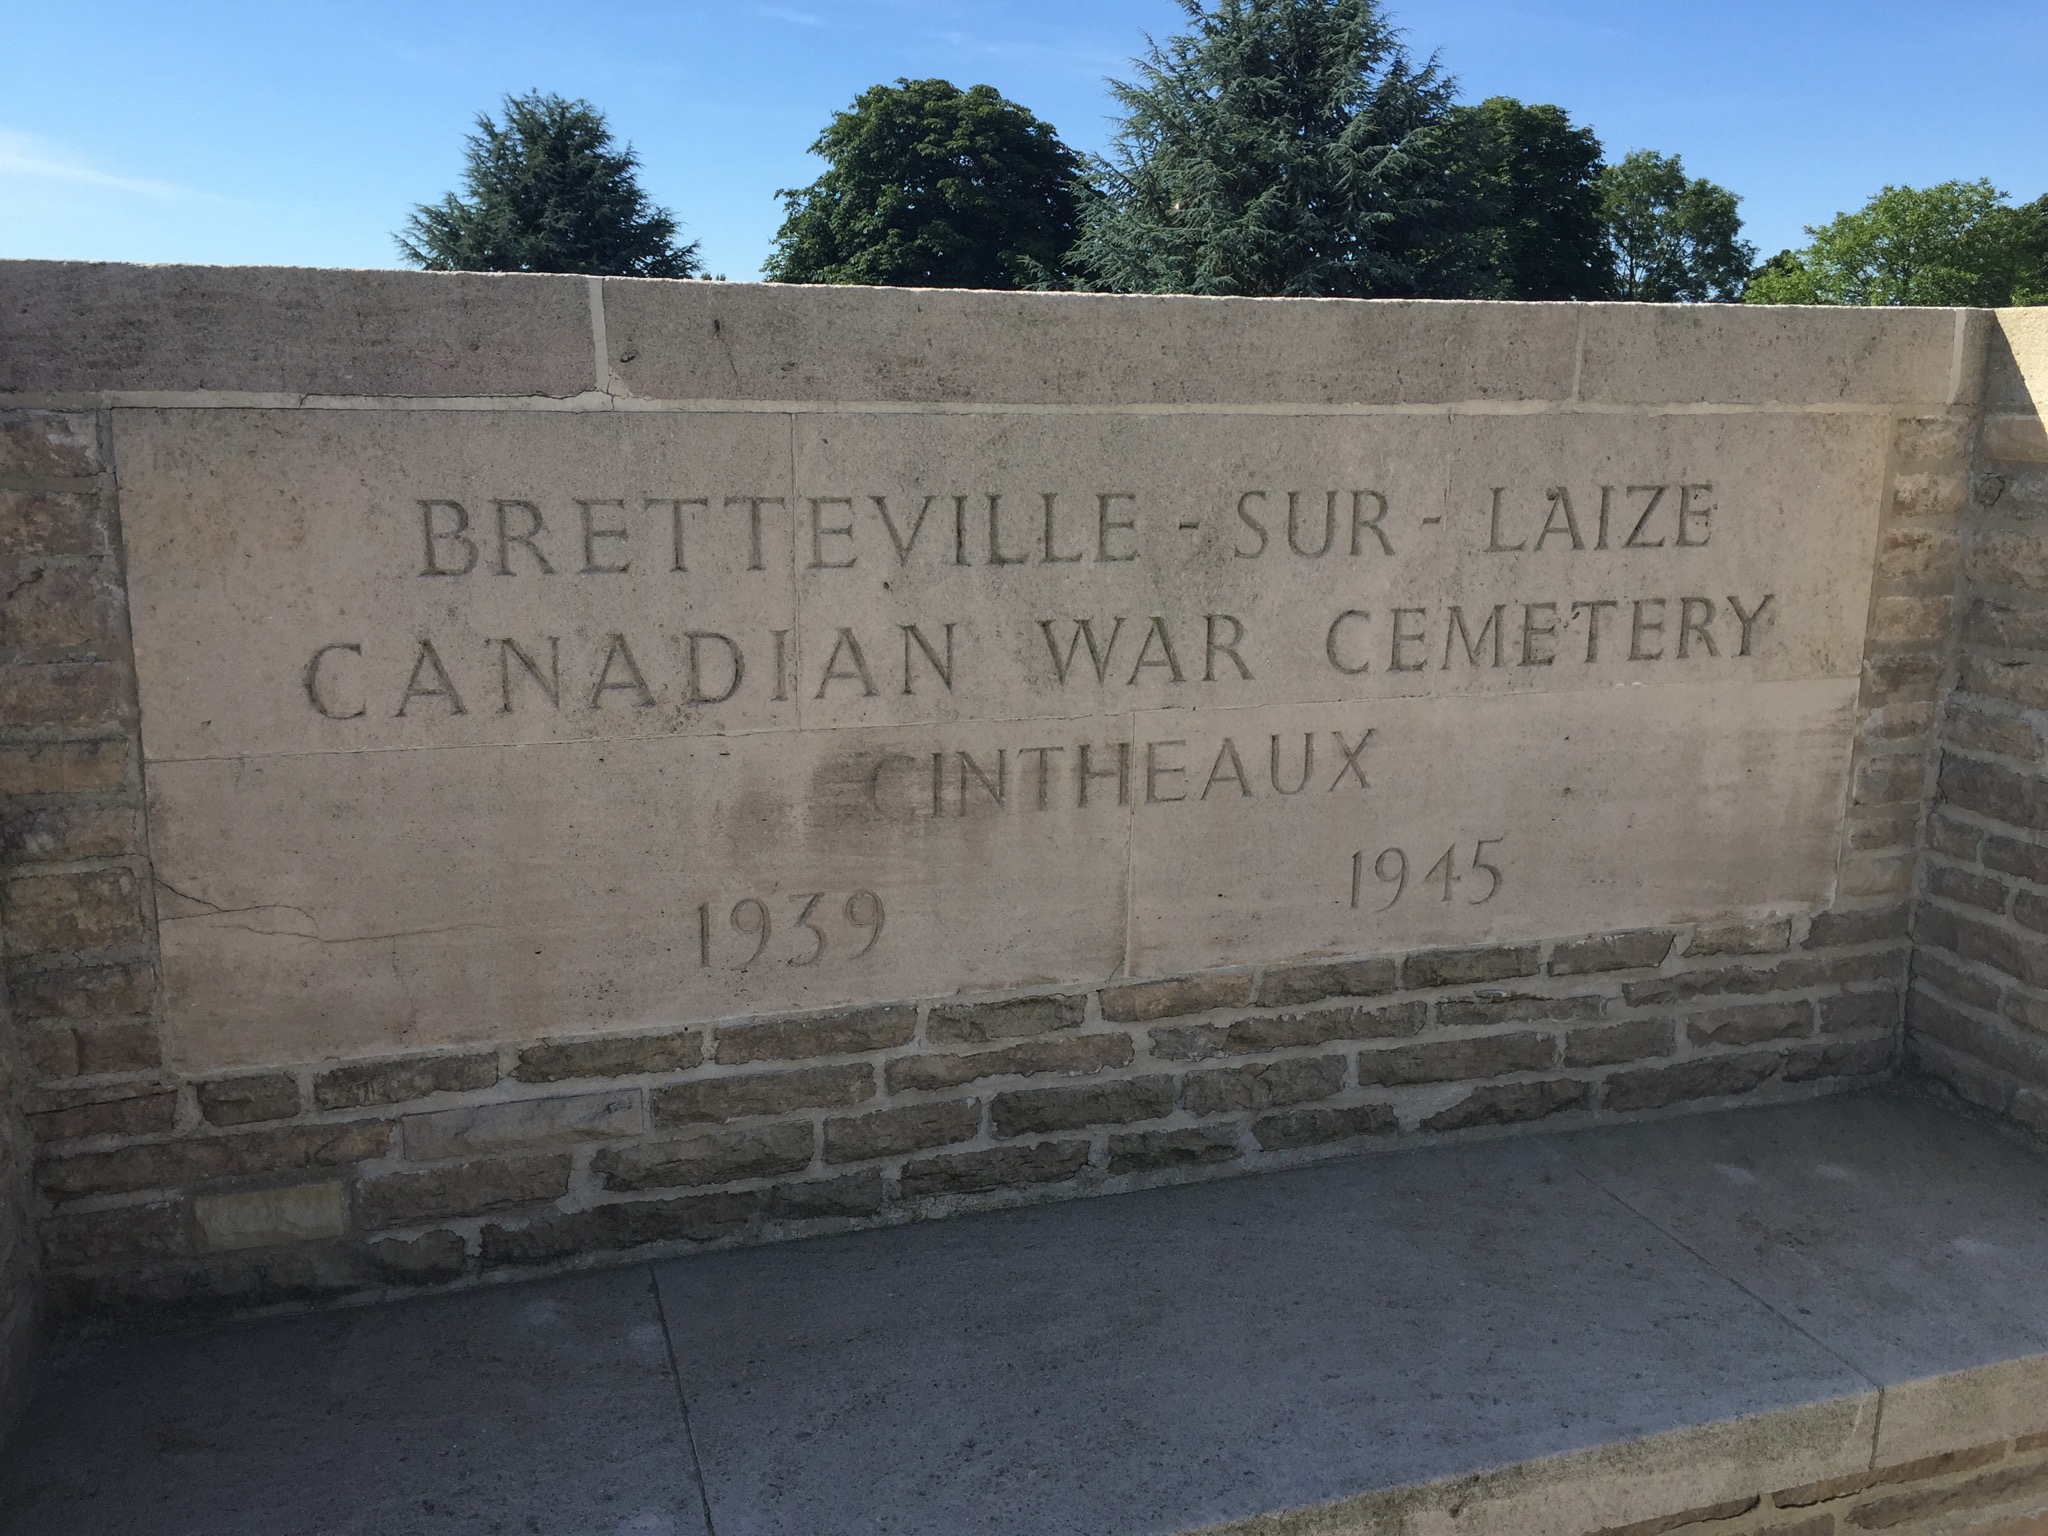 BRETTEVILLE - SUR - LAIZE
CANADIAN WAR CEMETERY
CINTHEAUX
1939 1945